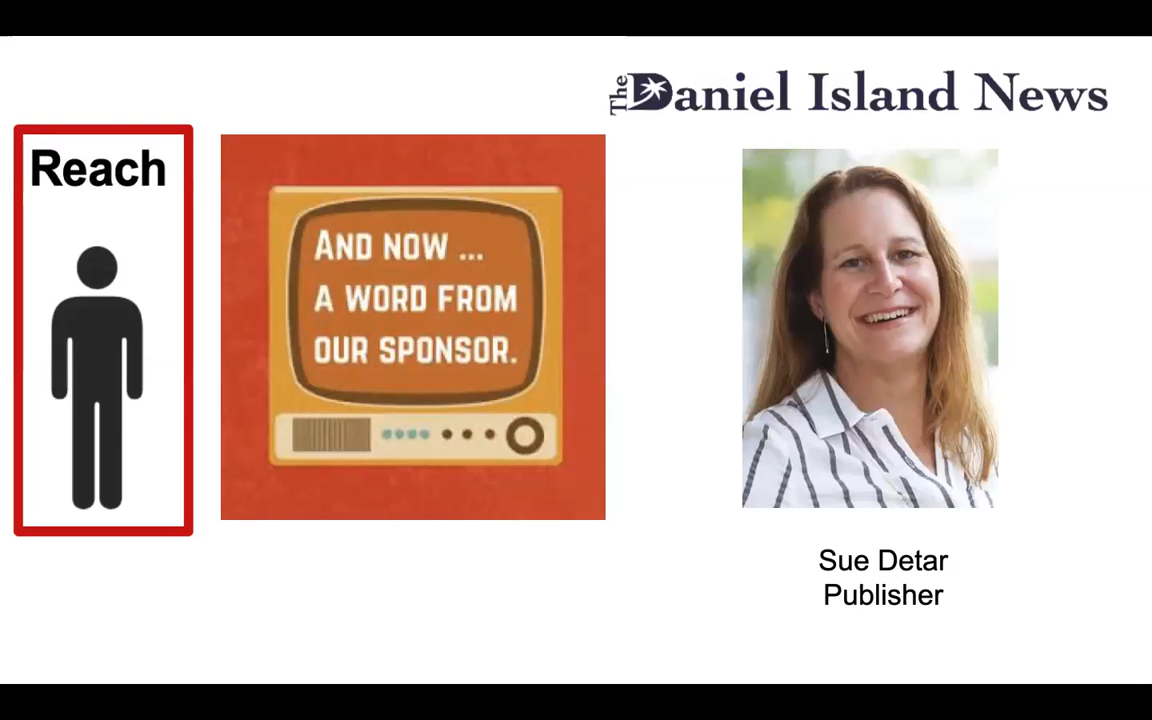 The Daniel Island News
Reach
AND NOW ...
A WORD FROM
OUR SPONSOR.
Sue Detar
Publisher